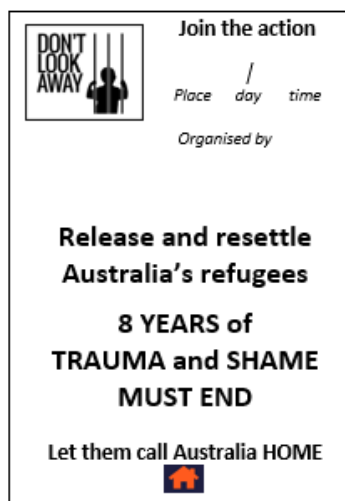 DON'T
LOOK
AWAY
Join the action
/
Place day time
Organised by
Release and resettle
Australia's refugees
8 YEARS of
TRAUMA and SHAME
MUST END
Let them call Australia HOME